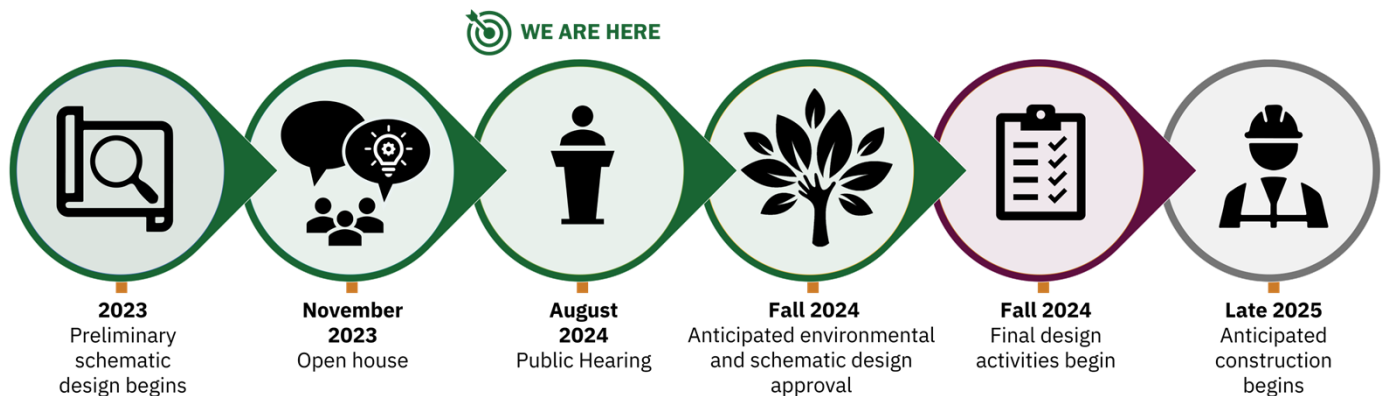 WE ARE HERE
2023
Preliminary
schematic
design begins
November
2023
Open house
August
2024
Public Hearing
Fall 2024
Anticipated environmental
and schematic design
approval
Fall 2024
Final design
activities begin
Late 2025
Anticipated
construction
begins